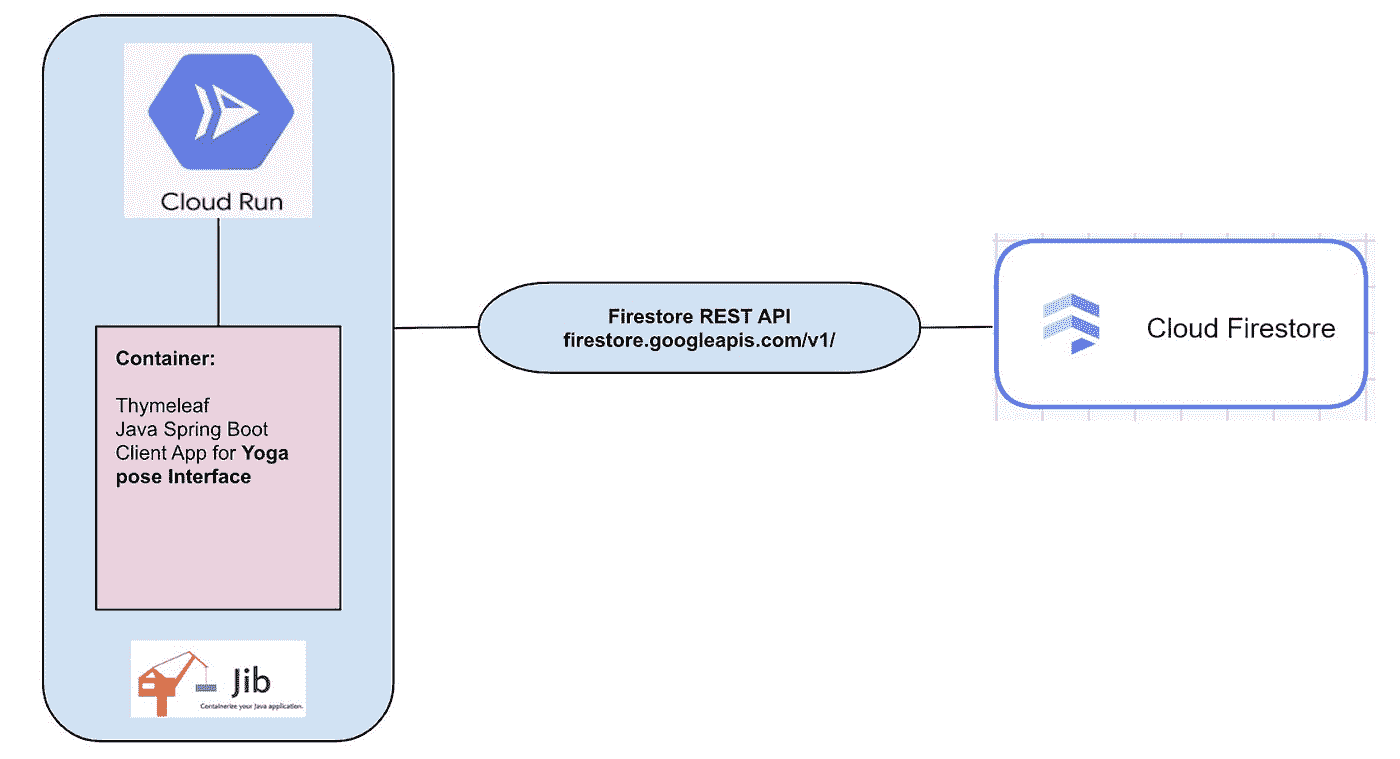 Cloud Run
Container:
Thymeleaf
Java Spring Boot
Client App for Yoga
pose Interface
Jib
Containerize your Java application.
Firestore REST API
firestore.googleapis.com/v1/
Cloud Firestore